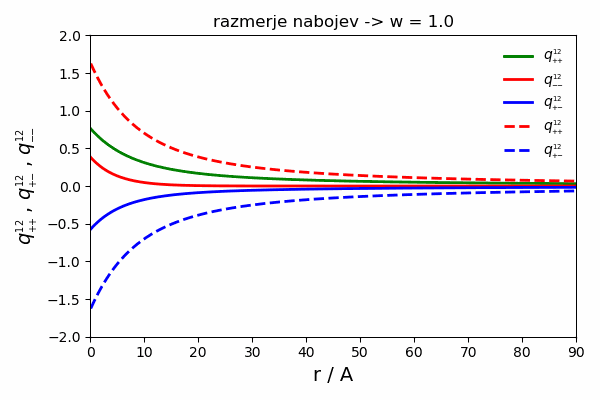 razmerje nabojev -> w = 1.0
2.0
1.5
1.0
0.5
0.0
−0.5
−1.0
−1.5
−2.0
q¹²₊₊ , q¹²₊₋ , q¹²₋₋
q¹²₊₊
q¹²₋₋
q¹²₊₋
q¹²₊₊
q¹²₊₋
0 10 20 30 40 50 60 70 80 90
r / A